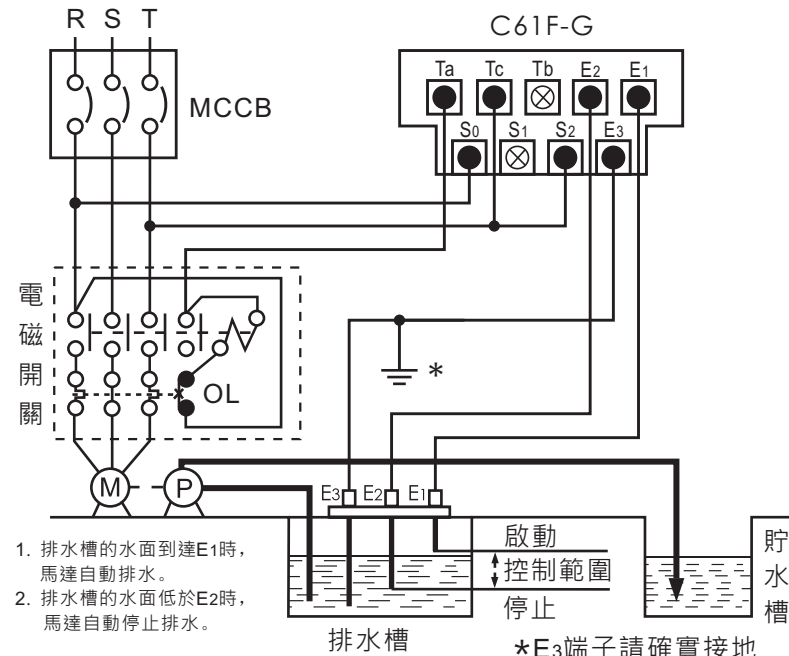 R S T
C61F-G
MCCB
Ta Tc Tb E2 E1
S0 S1 S2 E3
電磁開關
OL
*
M P
E3 E2 E1
1. 排水槽的水面到達E1時，
馬達自動排水。
2. 排水槽的水面低於E2時，
馬達自動停止排水。
啟動
控制範圍
停止
排水槽
貯水槽
*E3端子請確實接地